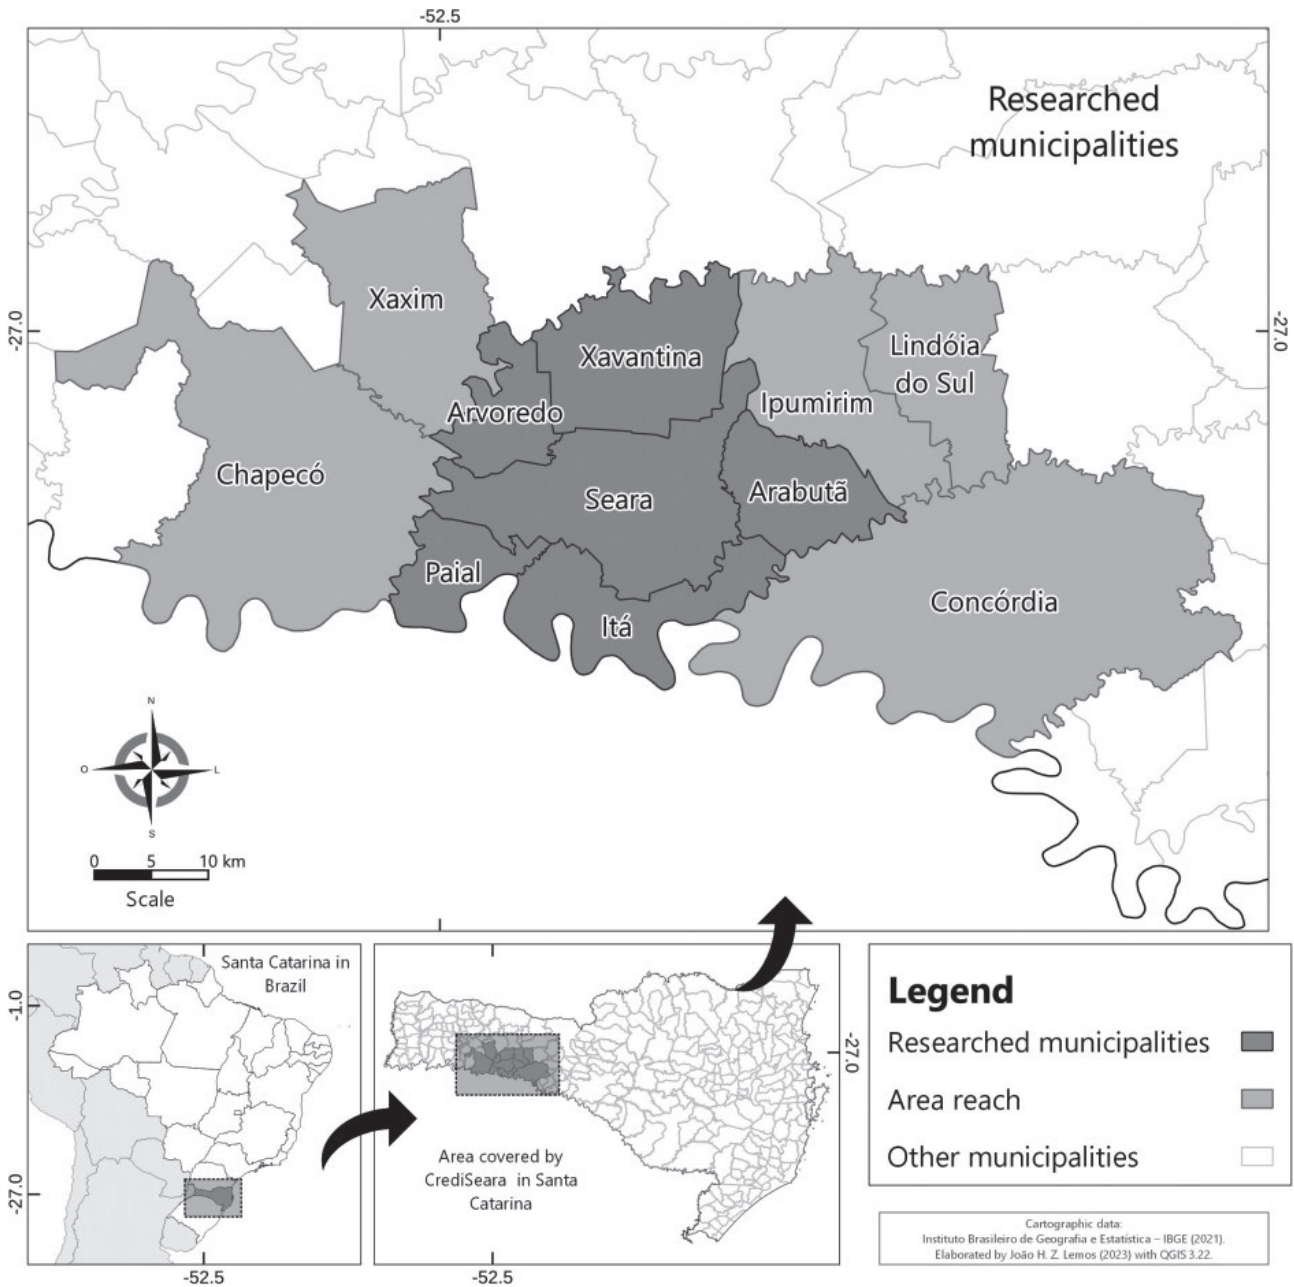 -52.5
Researched
municipalities
Xaxim
-27.0
-27.0
Xavantina
Lindóia
do Sul
Arvoredo
Ipumirim
Chapecó
Seara
Arabutã
Paial
Concórdia
Itá
N
O
L
S
0 5 10 km
Scale
Santa Catarina in
Brazil
-1.0
-27.0
-52.5
Area covered by
CrediSeara in Santa
Catarina
-27.0
-52.5
Legend
Researched municipalities
Area reach
Other municipalities
Cartographic data:
Instituto Brasileiro de Geografia e Estatística – IBGE (2021).
Elaborated by João H. Z. Lemos (2023) with QGIS 3.22.